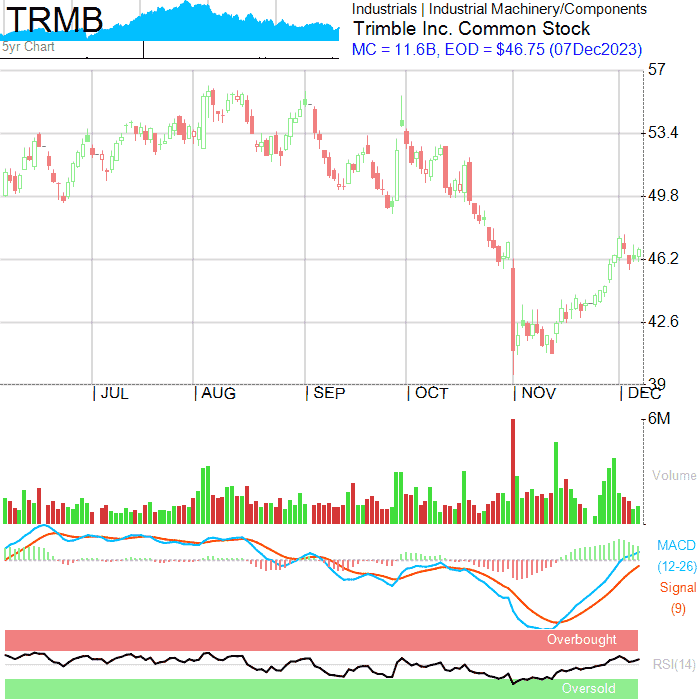 TRMB
5yr Chart
Industrials | Industrial Machinery/Components
Trimble Inc. Common Stock
MC = 11.6B, EOD = $46.75 (07Dec2023)
57
53.4
49.8
46.2
42.6
39
JUL
AUG
SEP
OCT
NOV
DEC
6M
Volume
MACD
(12-26)
Signal
(9)
Overbought
RSI(14)
Oversold